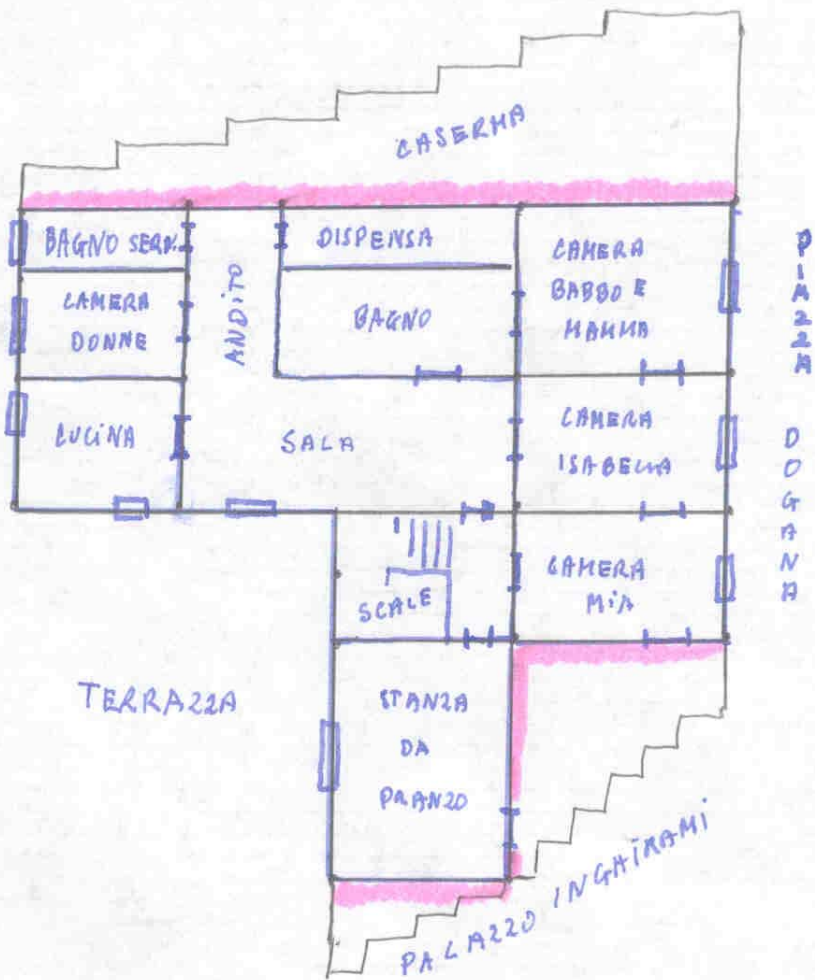 CASERMA
BAGNO SERV.
DISPENSA
CAMERA
BABBO E
MAMMA
PIAZZA DOGANA
CAMERA
DONNE
ANDITO
BAGNO
CUCINA
SALA
CAMERA
ISABELLA
SCALE
CAMERA
MIA
TERRAZZA
STANZA
DA
PRANZO
PALAZZO INGHIRAMI